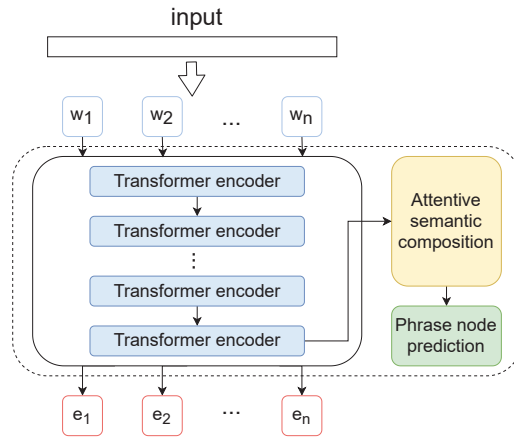 input
w1 w2 ... wn
Transformer encoder
Transformer encoder
⋮
Transformer encoder
Transformer encoder
Attentive
semantic
composition
Phrase node
prediction
e1 e2 ... en